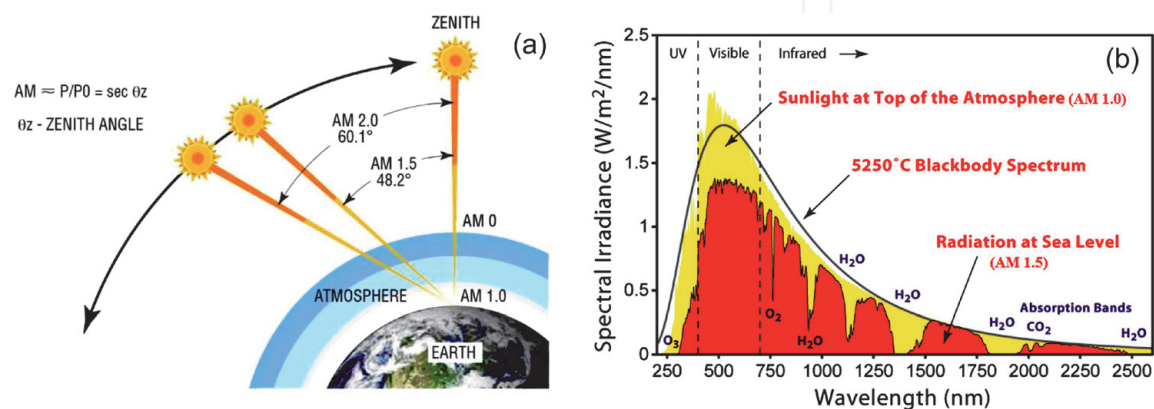 ZENITH
(a)
AM ≈ P/P0 = sec θz
θz - ZENITH ANGLE
AM 2.0
60.1°
AM 1.5
48.2°
AM 0
ATMOSPHERE
AM 1.0
EARTH
(b)
UV
Visible
Infrared →
Sunlight at Top of the Atmosphere (AM 1.0)
5250°C Blackbody Spectrum
Radiation at Sea Level
(AM 1.5)
H₂O
H₂O
Absorption Bands
H₂O
CO₂
H₂O
O₃
O₂
H₂O
Spectral Irradiance (W/m²/nm)
2.5
2
1.5
1
0.5
0
250
500
750
1000
1250
1500
1750
2000
2250
2500
Wavelength (nm)